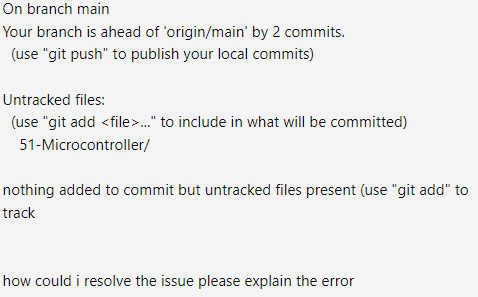 On branch main
Your branch is ahead of 'origin/main' by 2 commits.
(use "git push" to publish your local commits)
Untracked files:
(use "git add <file>..." to include in what will be committed)
51-Microcontroller/
nothing added to commit but untracked files present (use "git add" to
track
how could i resolve the issue please explain the error